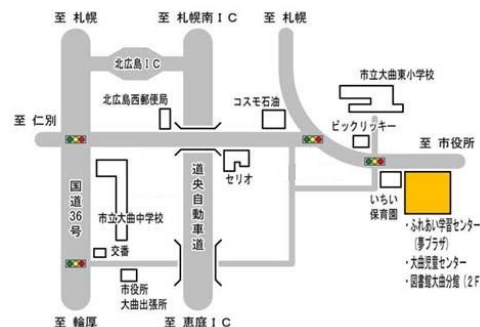 至 札幌
至 札幌南IC
至 札幌
北広島IC
市立大曲東小学校
北広島西郵便局
コスモ石油
ビックリッキー
至 仁別
至 市役所
セリオ
国道36号
道央自動車道
市立大曲中学校
いちい
保育園
交番
市役所
大曲出張所
・ふれあい学習センター
(夢プラザ)
・大曲児童センター
・図書館大曲分館(2F
至 輪厚
至 恵庭IC